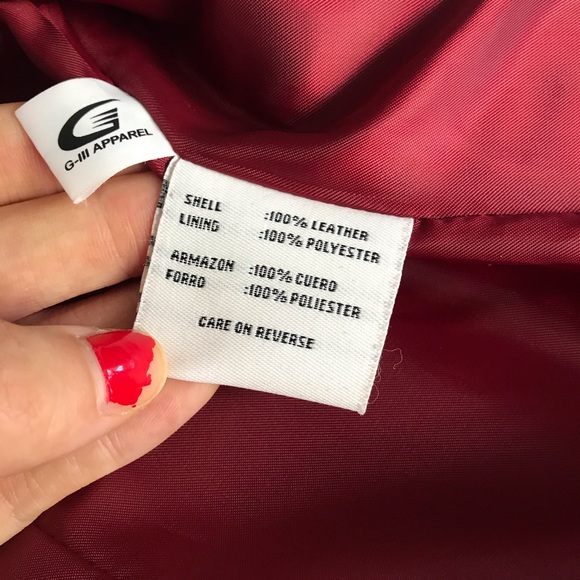 G-III APPAREL
SHELL :100% LEATHER
LINING :100% POLYESTER
ARMAZON :100% CUERO
FORRO :100% POLIESTER
CARE ON REVERSE